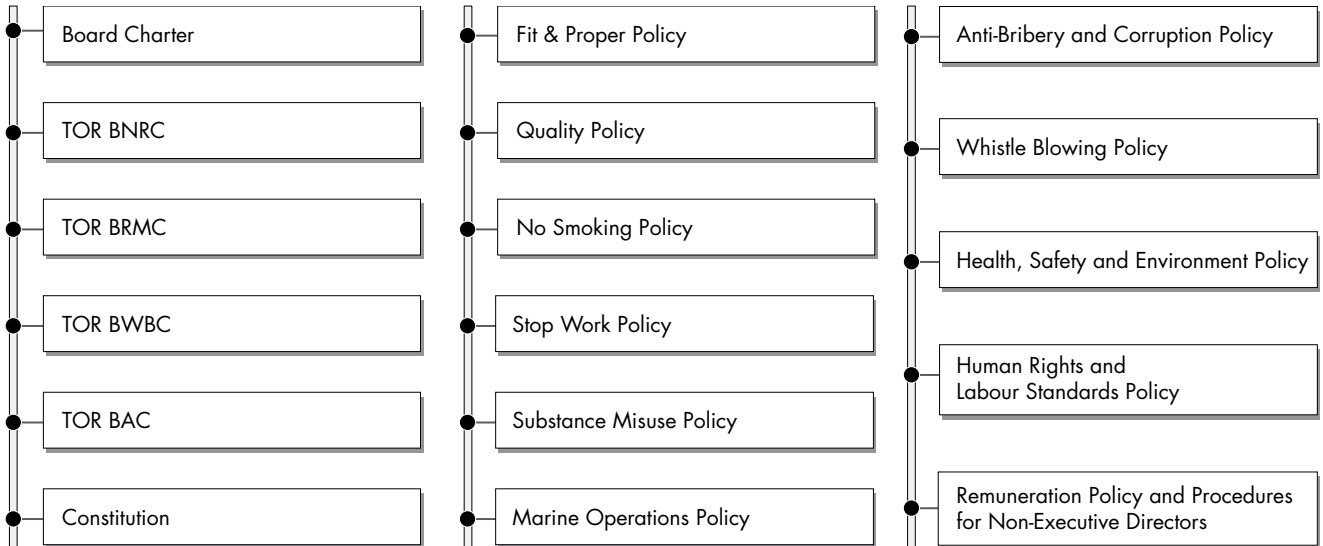 Board Charter
TOR BNRC
TOR BRMC
TOR BWBC
TOR BAC
Constitution
Fit & Proper Policy
Quality Policy
No Smoking Policy
Stop Work Policy
Substance Misuse Policy
Marine Operations Policy
Anti-Bribery and Corruption Policy
Whistle Blowing Policy
Health, Safety and Environment Policy
Human Rights and
Labour Standards Policy
Remuneration Policy and Procedures
for Non-Executive Directors